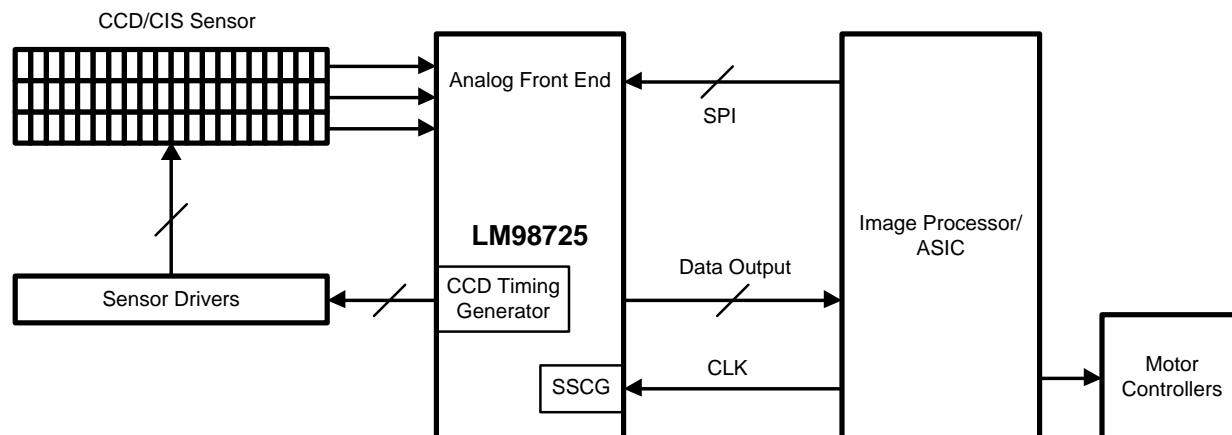 CCD/CIS Sensor
Analog Front End
SPI
LM98725
Image Processor/
ASIC
Data Output
CCD Timing
Generator
Sensor Drivers
CLK
SSCG
Motor
Controllers